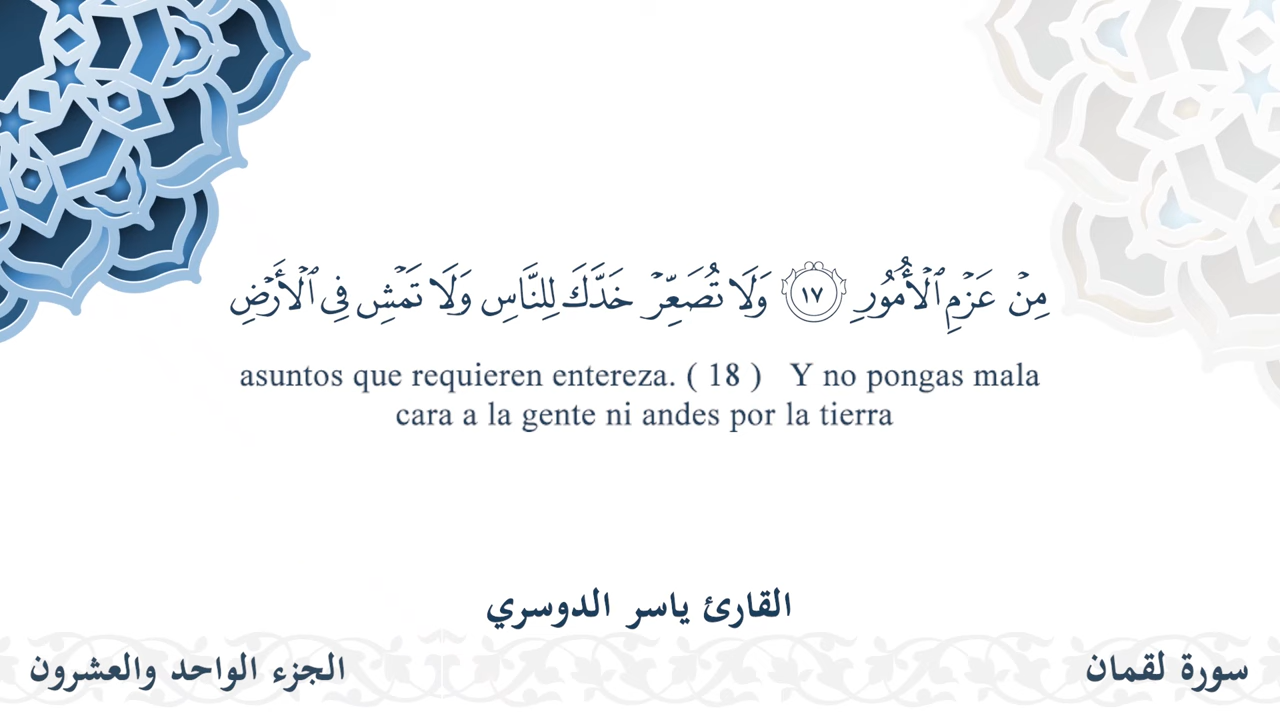 مِنۡ عَزۡمِ ٱلۡأُمُورِ ١٧ وَلَا تُصَعِّرۡ خَدَّكَ لِلنَّاسِ وَلَا تَمۡشِ فِي ٱلۡأَرۡضِ
asuntos que requieren entereza. ( 18 ) Y no pongas mala
cara a la gente ni andes por la tierra
القارئ ياسر الدوسري
سورة لقمان
الجزء الواحد والعشرون